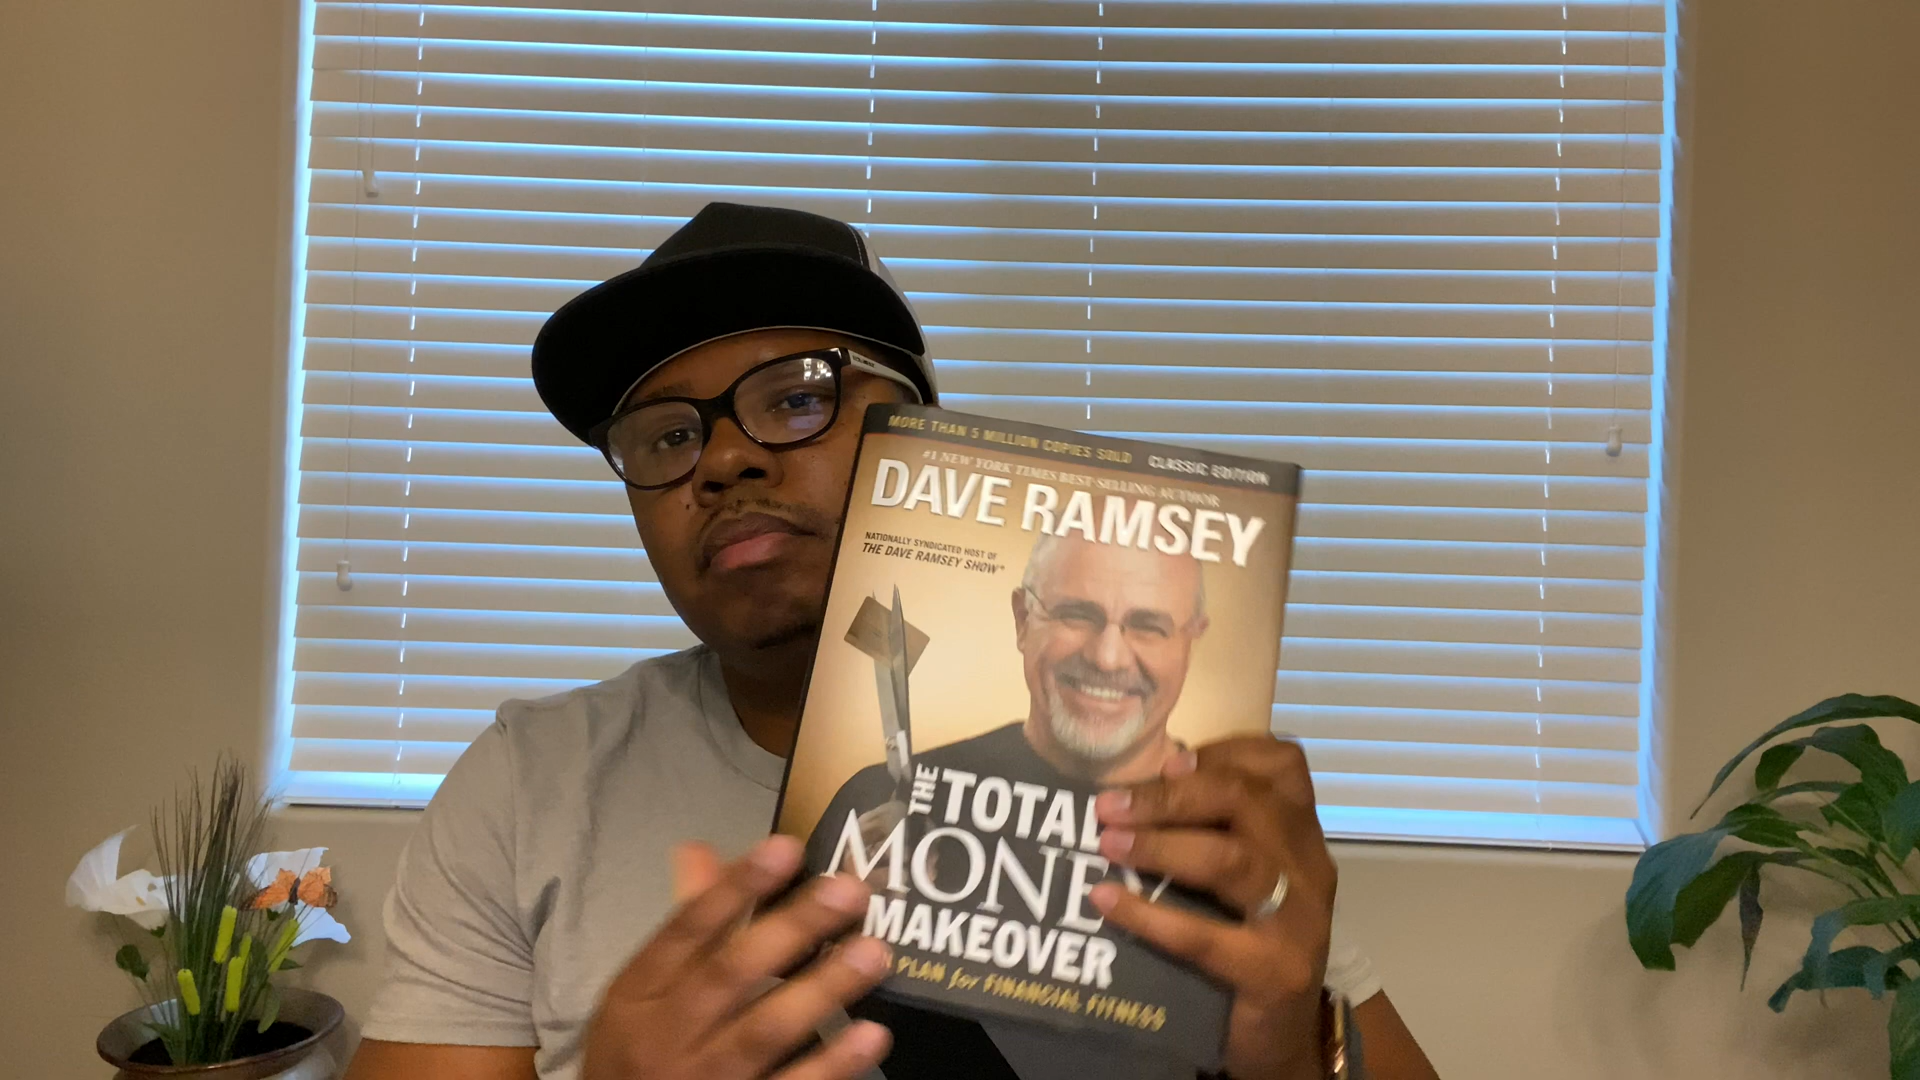 MORE THAN 5 MILLION COPIES SOLD CLASSIC EDITION
#1 NEW YORK TIMES BEST SELLING AUTHOR
DAVE RAMSEY
NATIONALLY SYNDICATED HOST OF
THE DAVE RAMSEY SHOW®
THE TOTAL
MONEY
MAKEOVER
PLAN for FINANCIAL FITNESS